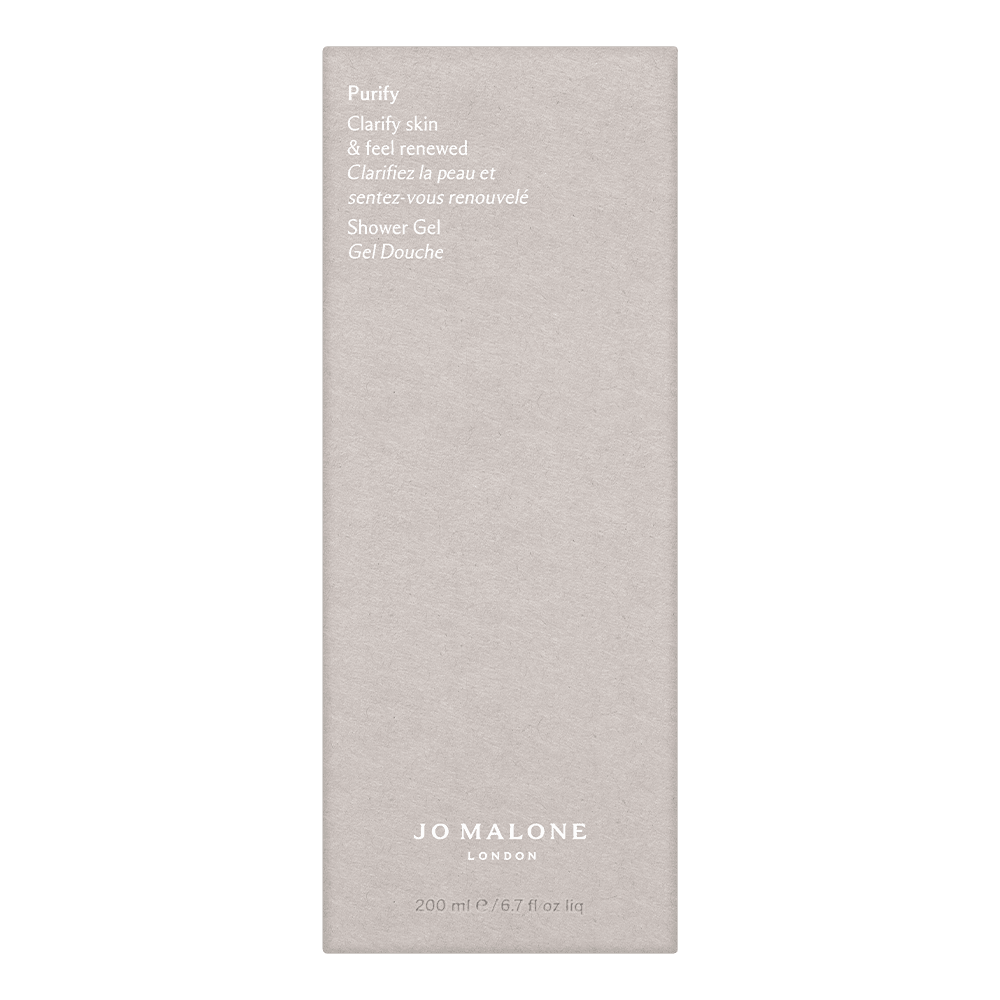 Purify
Clarify skin
& feel renewed
Clarifiez la peau et
sentez-vous renouvelé
Shower Gel
Gel Douche
JO MALONE
LONDON
200 ml ℮ / 6.7 fl oz liq